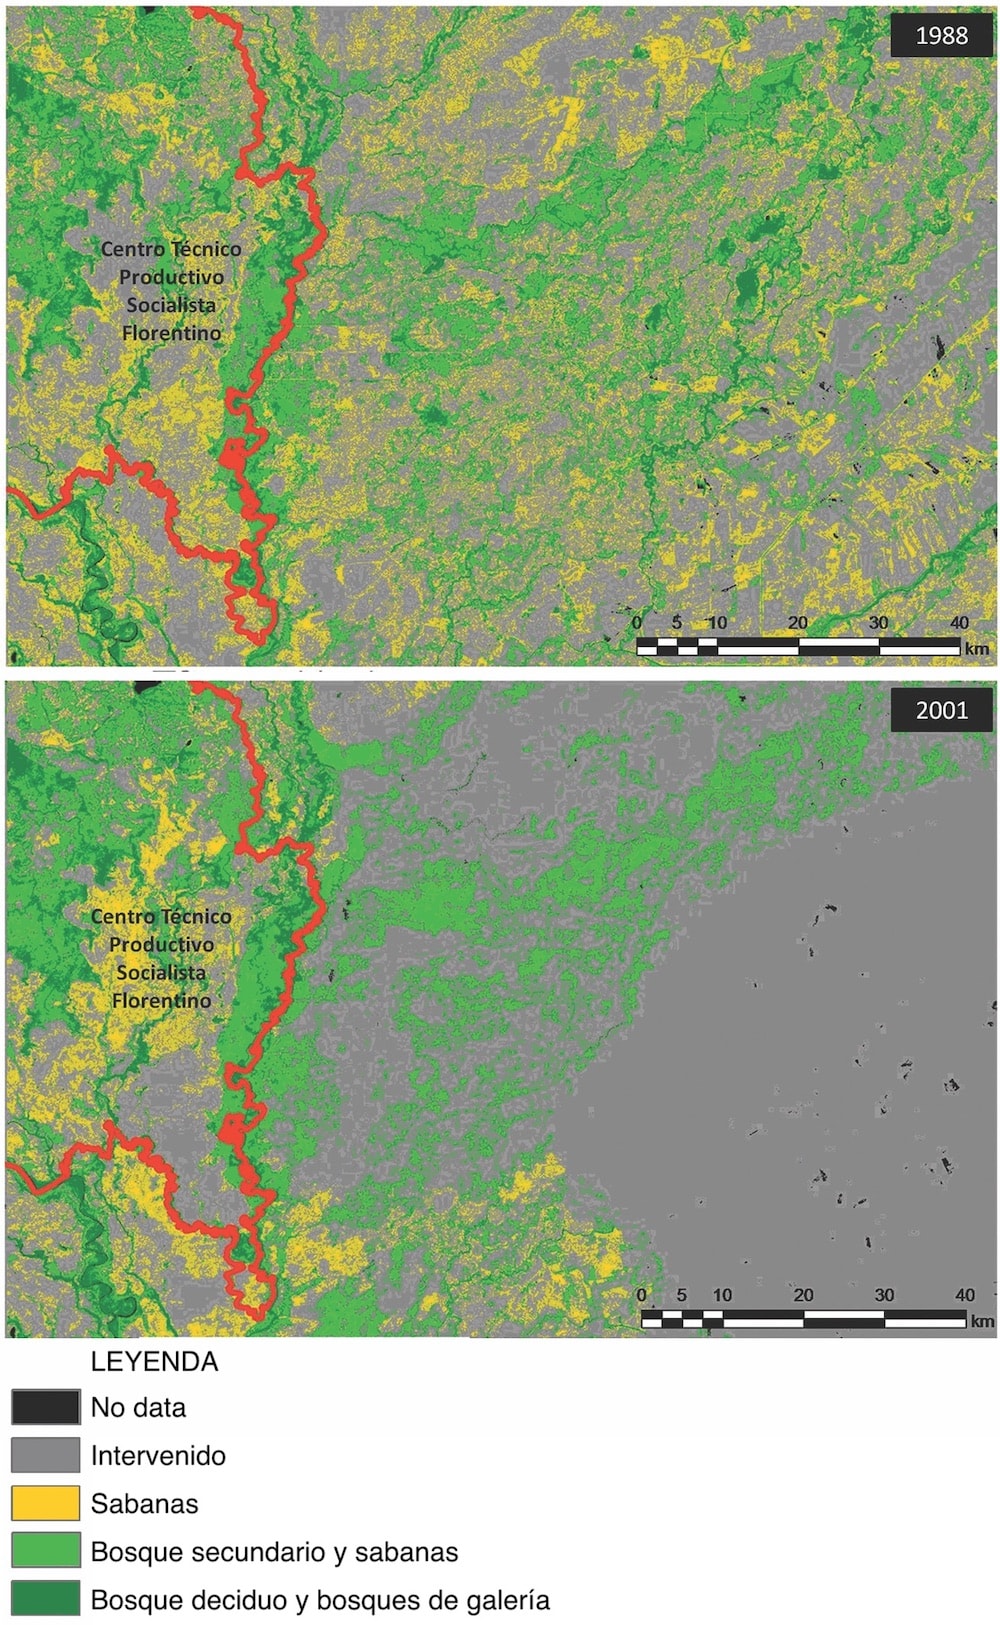 1988
Centro Técnico
Productivo
Socialista
Florentino
0 5 10 20 30 40
km
2001
Centro Técnico
Productivo
Socialista
Florentino
0 5 10 20 30 40
km
LEYENDA
No data
Intervenido
Sabanas
Bosque secundario y sabanas
Bosque deciduo y bosques de galería